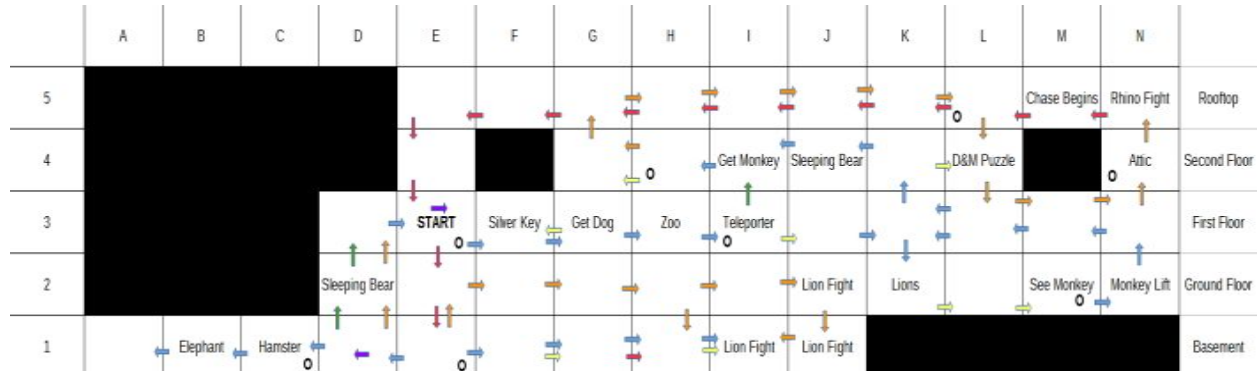 A B C D E F G H I J K L M N
5 Chase Begins Rhino Fight Rooftop
O
4 Get Monkey Sleeping Bear D&M Puzzle Attic Second Floor
O O
3 START Silver Key Get Dog Zoo Teleporter First Floor
O O
2 Sleeping Bear Lion Fight Lions See Monkey Monkey Lift Ground Floor
O
1 Elephant Hamster Lion Fight Lion Fight Basement
O O